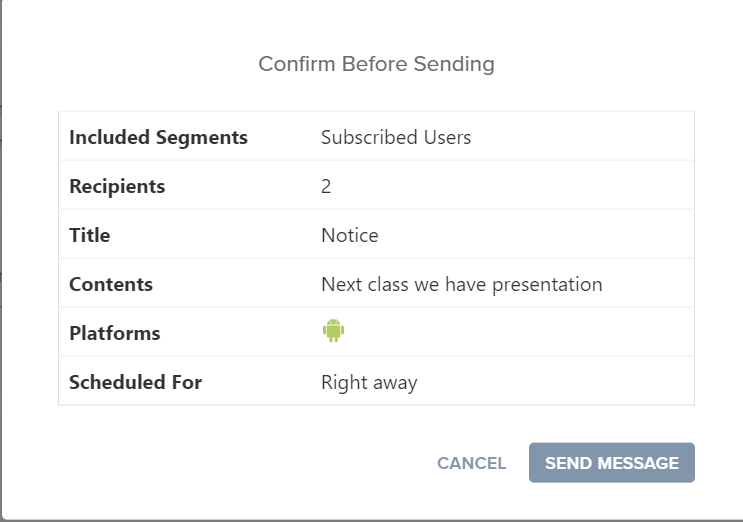 Confirm Before Sending
Included Segments Subscribed Users
Recipients 2
Title Notice
Contents Next class we have presentation
Platforms
Scheduled For Right away
CANCEL SEND MESSAGE